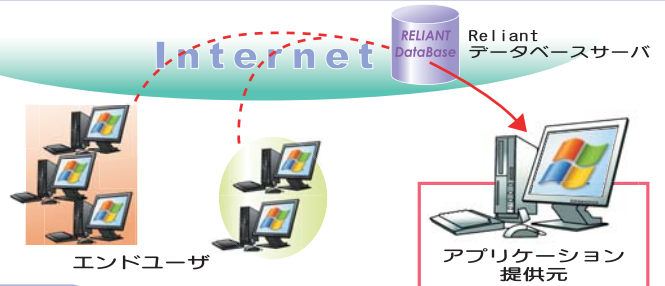 Internet
RELIANT
DataBase
Reliant
データベースサーバ
エンドユーザ
アプリケーション
提供元